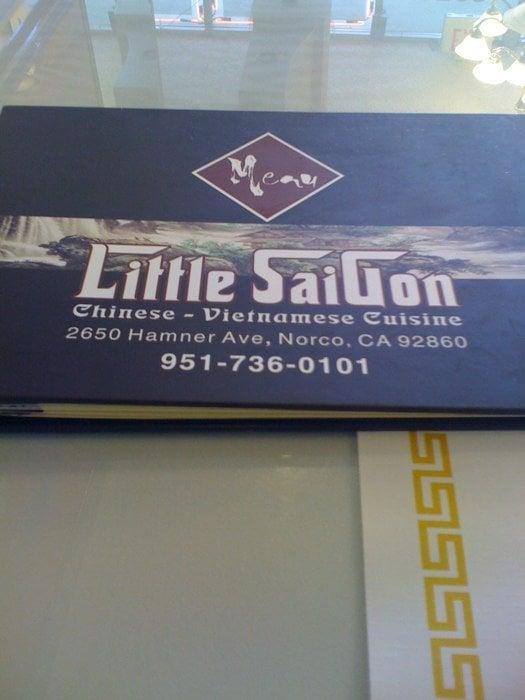 Menu
Little SaiGon
Chinese - Vietnamese Cuisine
2650 Hamner Ave, Norco, CA 92860
951-736-0101